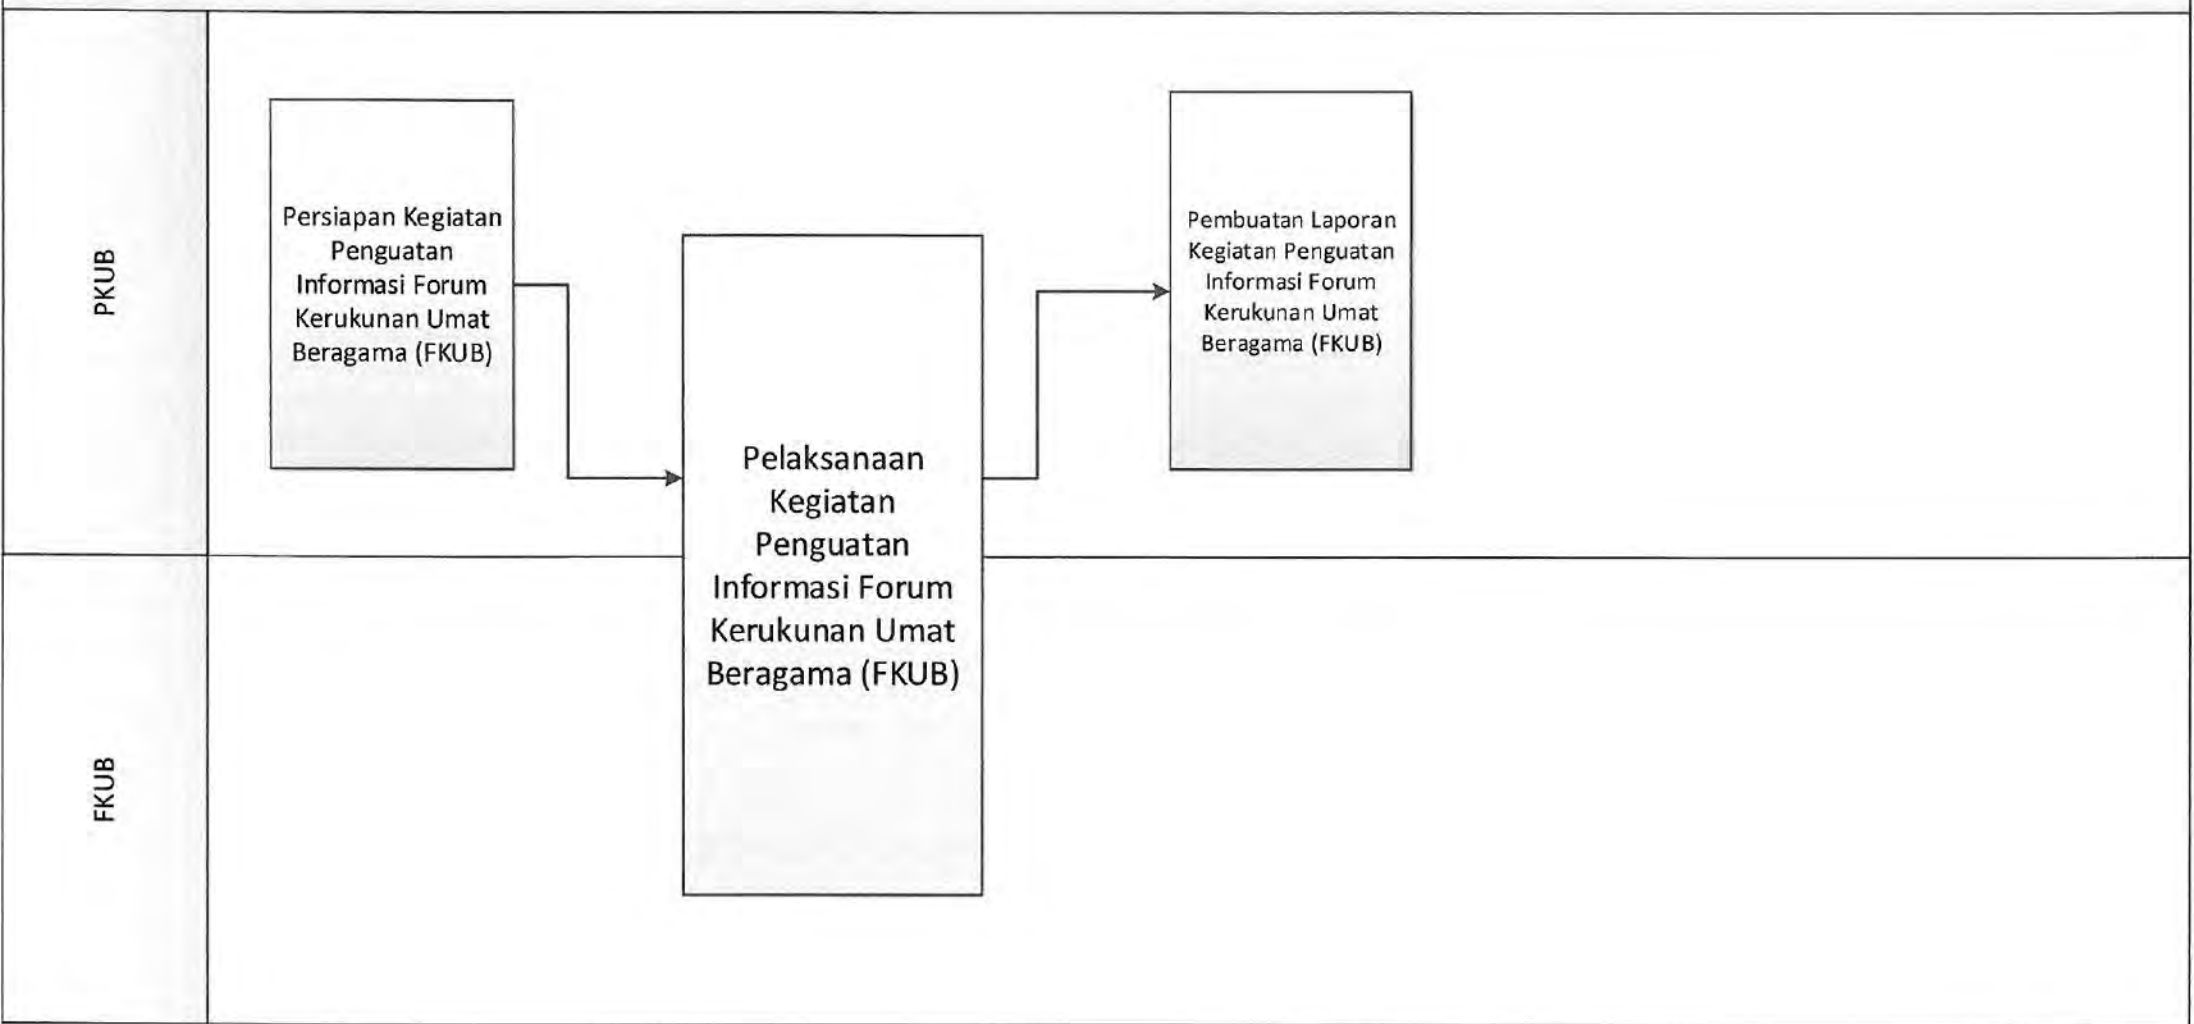 PKUB
Persiapan Kegiatan
Penguatan
Informasi Forum
Kerukunan Umat
Beragama (FKUB)
Pelaksanaan
Kegiatan
Penguatan
Informasi Forum
Kerukunan Umat
Beragama (FKUB)
Pembuatan Laporan
Kegiatan Penguatan
Informasi Forum
Kerukunan Umat
Beragama (FKUB)
FKUB